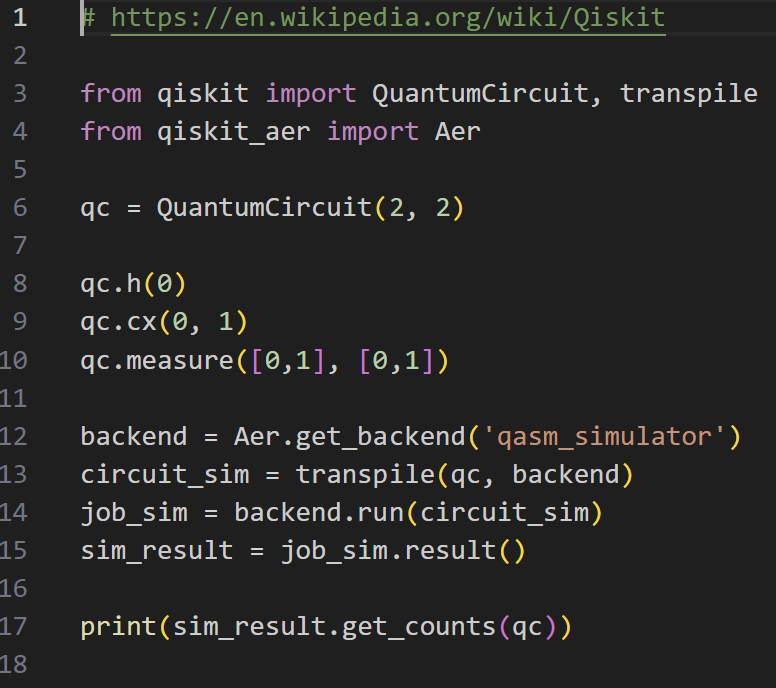 1 # https://en.wikipedia.org/wiki/Qiskit
2
3 from qiskit import QuantumCircuit, transpile
4 from qiskit_aer import Aer
5
6 qc = QuantumCircuit(2, 2)
7
8 qc.h(0)
9 qc.cx(0, 1)
10 qc.measure([0,1], [0,1])
11
12 backend = Aer.get_backend('qasm_simulator')
13 circuit_sim = transpile(qc, backend)
14 job_sim = backend.run(circuit_sim)
15 sim_result = job_sim.result()
16
17 print(sim_result.get_counts(qc))
18